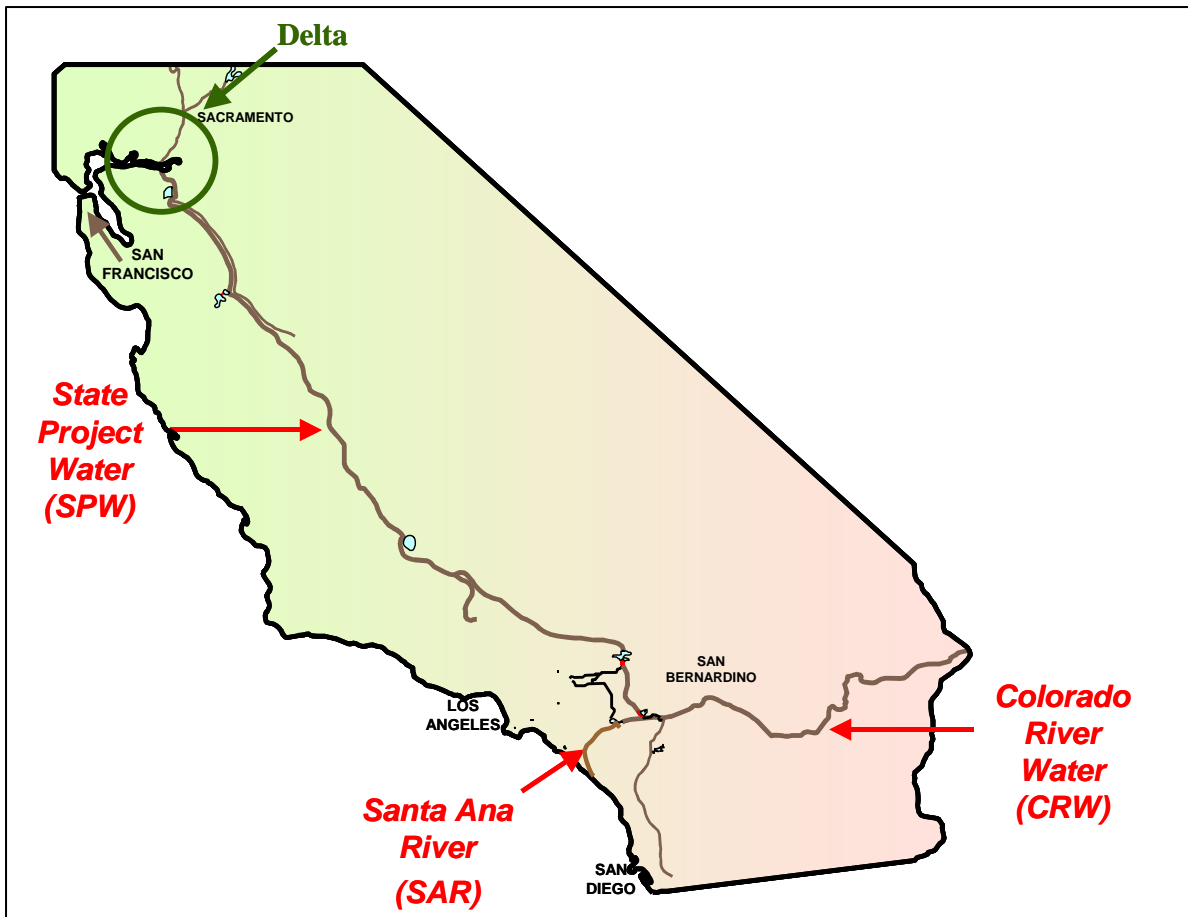 Delta
SACRAMENTO
SAN
FRANCISCO
State
Project
Water
(SPW)
SAN
BERNARDINO
LOS
ANGELES
Colorado
River
Water
(CRW)
Santa Ana
River
(SAR)
SAN
DIEGO